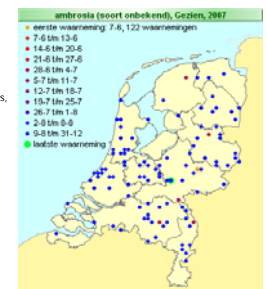 ambrosia (soort onbekend), Gezien, 2007
eerste waarneming: 7-6, 122 waarnemingen
7-6 t/m 13-6
14-6 t/m 20-6
21-6 t/m 27-6
28-6 t/m 4-7
5-7 t/m 11-7
12-7 t/m 18-7
19-7 t/m 25-7
26-7 t/m 1-8
2-8 t/m 8-8
9-8 t/m 31-12
laatste waarneming
s,